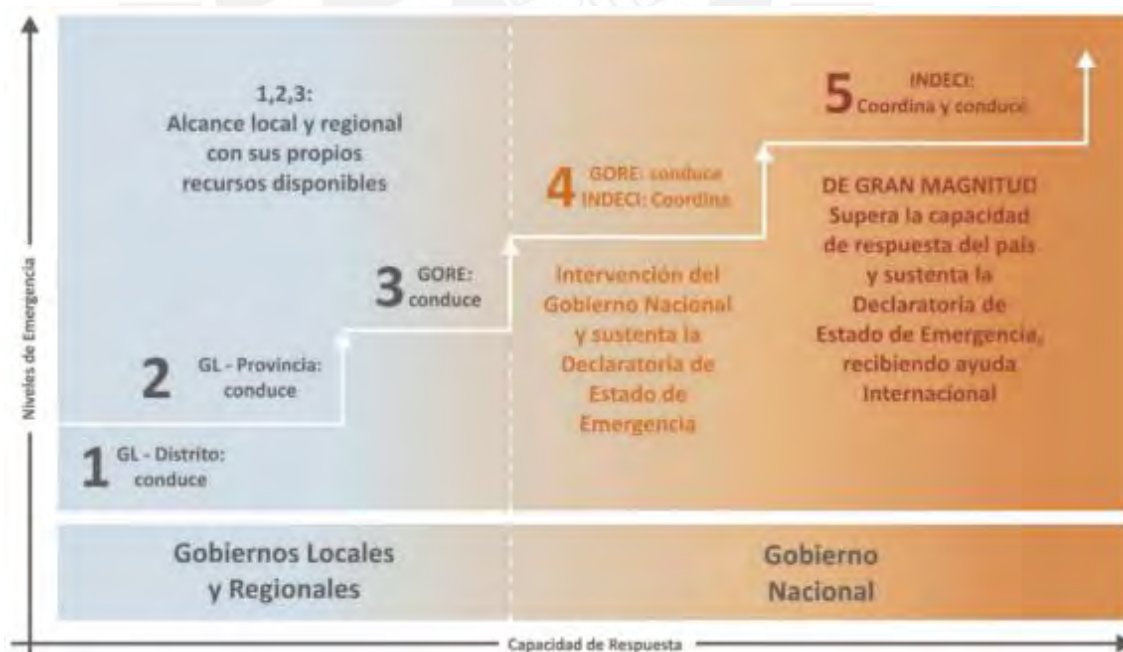 1,2,3:
Alcance local y regional
con sus propios
recursos disponibles
5
INDECI:
Coordina y conduce
4
GORE: conduce
INDECI: Coordina
DE GRAN MAGNITUD
Supera la capacidad
de respuesta del país
y sustenta la
Declaratoria de
Estado de Emergencia,
recibiendo ayuda
Internacional
3
GORE:
conduce
Intervención del
Gobierno Nacional
y sustenta la
Declaratoria de
Estado de
Emergencia
2
GL - Provincia:
conduce
1
GL - Distrito:
conduce
Niveles de Emergencia
Gobiernos Locales
y Regionales
Gobierno
Nacional
Capacidad de Respuesta